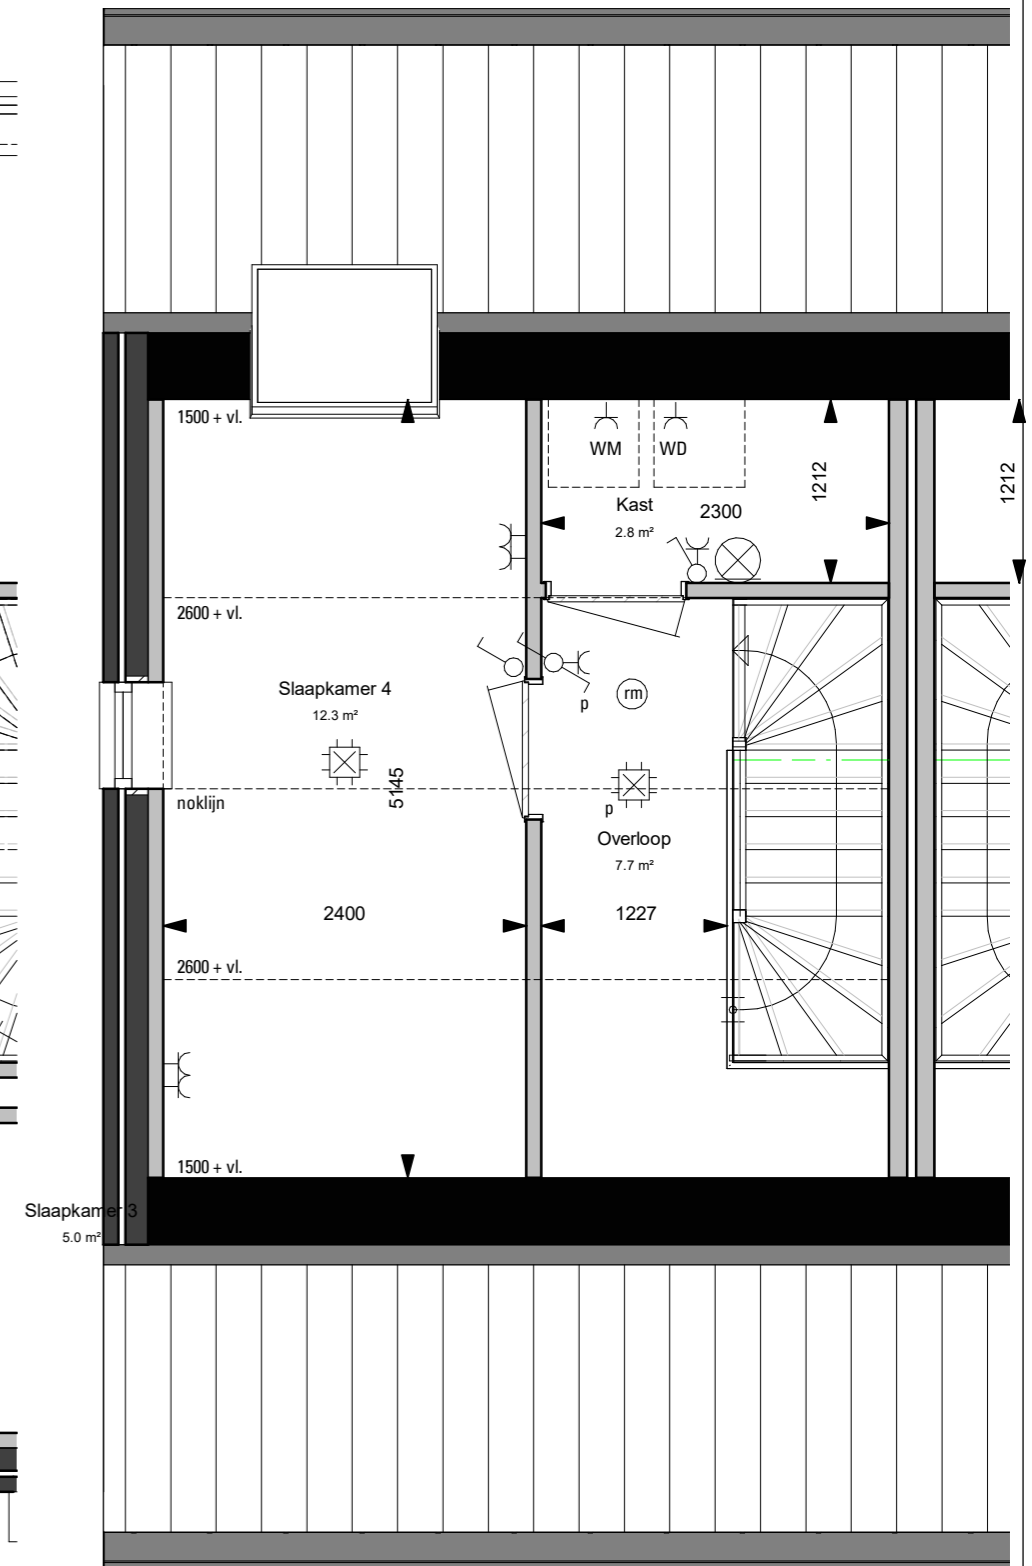 1500 + vl.
WM
WD
Kast
2.8 m²
2300
1212
1212
2600 + vl.
Slaapkamer 4
12.3 m²
p
rm
5145
noklijn
p
Overloop
7.7 m²
2400
1227
2600 + vl.
1500 + vl.
Slaapkamer 3
5.0 m²